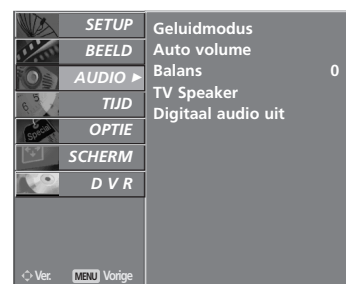 SETUP
BEELD
AUDIO
TIJD
OPTIE
SCHERM
D V R
Geluidmodus
Auto volume
Balans 0
TV Speaker
Digitaal audio uit
Ver. MENU Vorige